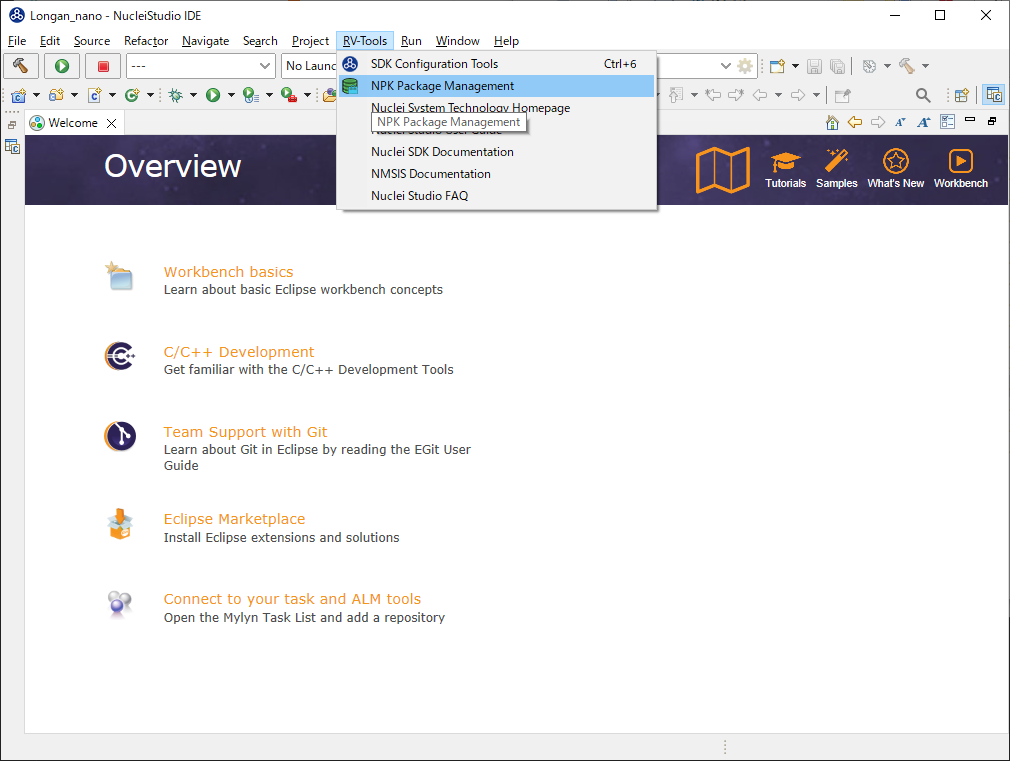 Longan_nano - NucleiStudio IDE
File Edit Source Refactor Navigate Search Project RV-Tools Run Window Help
--- No Launc
SDK Configuration Tools Ctrl+6
NPK Package Management
Nuclei System Technology Homepage
NPK Package Management
Nuclei Studio User Guide
Nuclei SDK Documentation
NMSIS Documentation
Nuclei Studio FAQ
Welcome
Overview
Tutorials Samples What's New Workbench
Workbench basics
Learn about basic Eclipse workbench concepts
C/C++ Development
Get familiar with the C/C++ Development Tools
Team Support with Git
Learn about Git in Eclipse by reading the EGit User
Guide
Eclipse Marketplace
Install Eclipse extensions and solutions
Connect to your task and ALM tools
Open the Mylyn Task List and add a repository